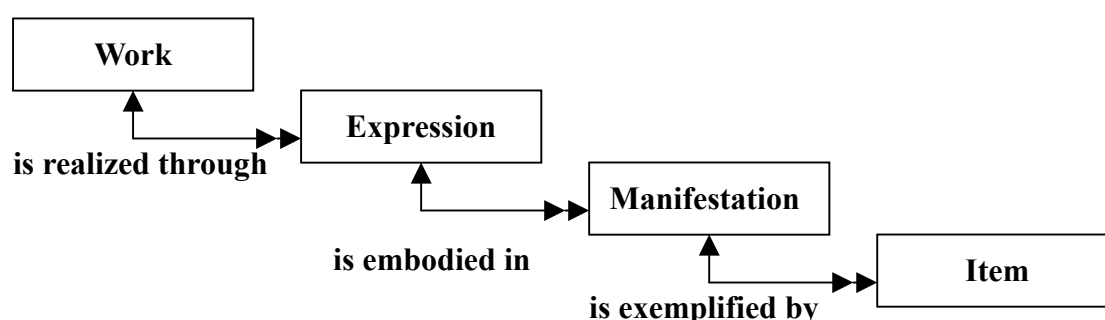 Work
Expression
is realized through
Manifestation
is embodied in
Item
is exemplified by